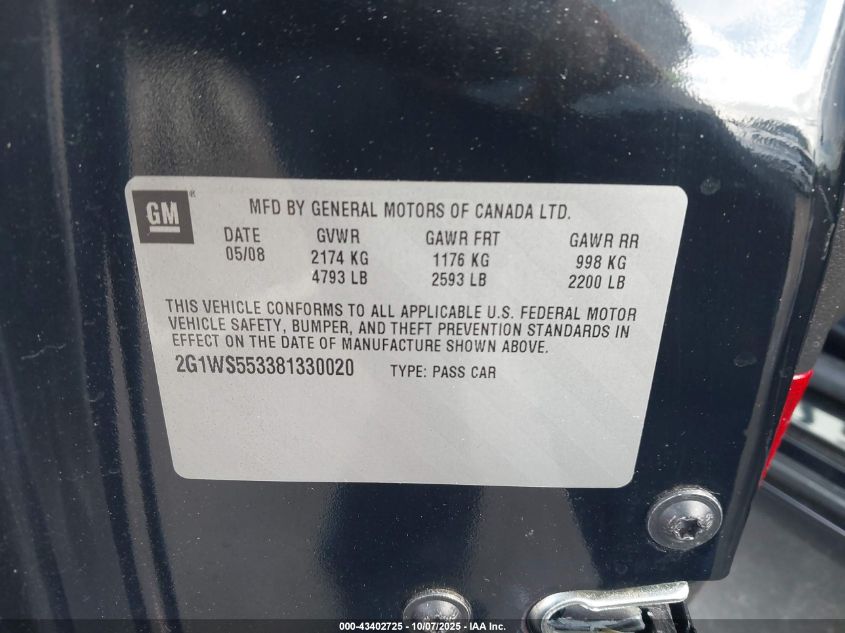 GM
MFD BY GENERAL MOTORS OF CANADA LTD.
DATE GVWR GAWR FRT GAWR RR
05/08 2174 KG 1176 KG 998 KG
4793 LB 2593 LB 2200 LB
THIS VEHICLE CONFORMS TO ALL APPLICABLE U.S. FEDERAL MOTOR
VEHICLE SAFETY, BUMPER, AND THEFT PREVENTION STANDARDS IN
EFFECT ON THE DATE OF MANUFACTURE SHOWN ABOVE.
2G1WS553381330020 TYPE: PASS CAR
000-43402725 - 10/07/2025 - IAA Inc.